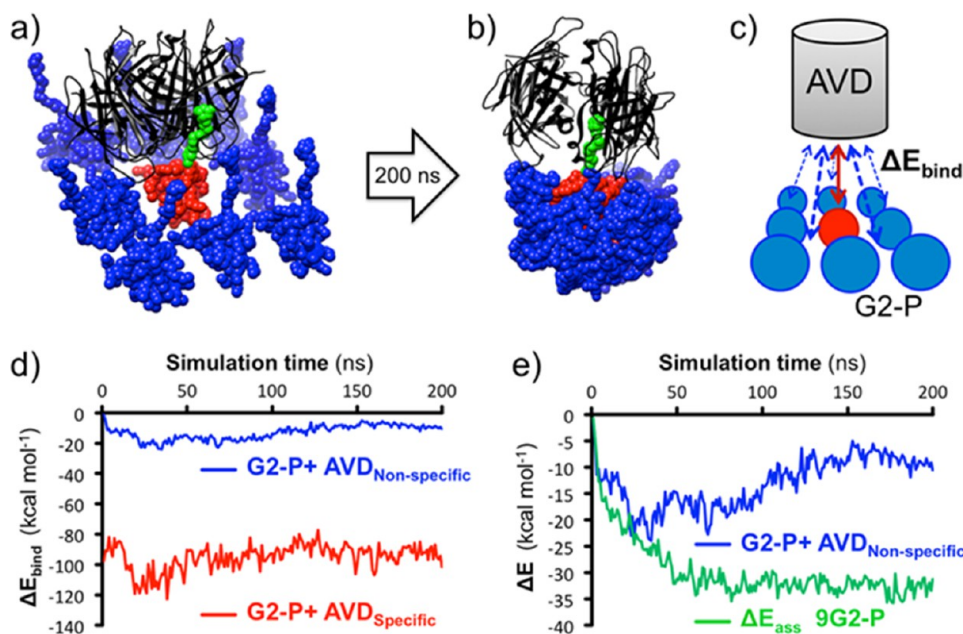 a)
b)
c)
200 ns
AVD
ΔEbind
G2-P
d)
Simulation time (ns)
0 50 100 150 200
0
-20
-40
-60
-80
-100
-120
-140
ΔEbind (kcal mol-1)
G2-P+ AVDNon-specific
G2-P+ AVDSpecific
e)
Simulation time (ns)
0 50 100 150 200
0
-5
-10
-15
-20
-25
-30
-35
-40
ΔE (kcal mol-1)
G2-P+ AVDNon-specific
ΔEass 9G2-P